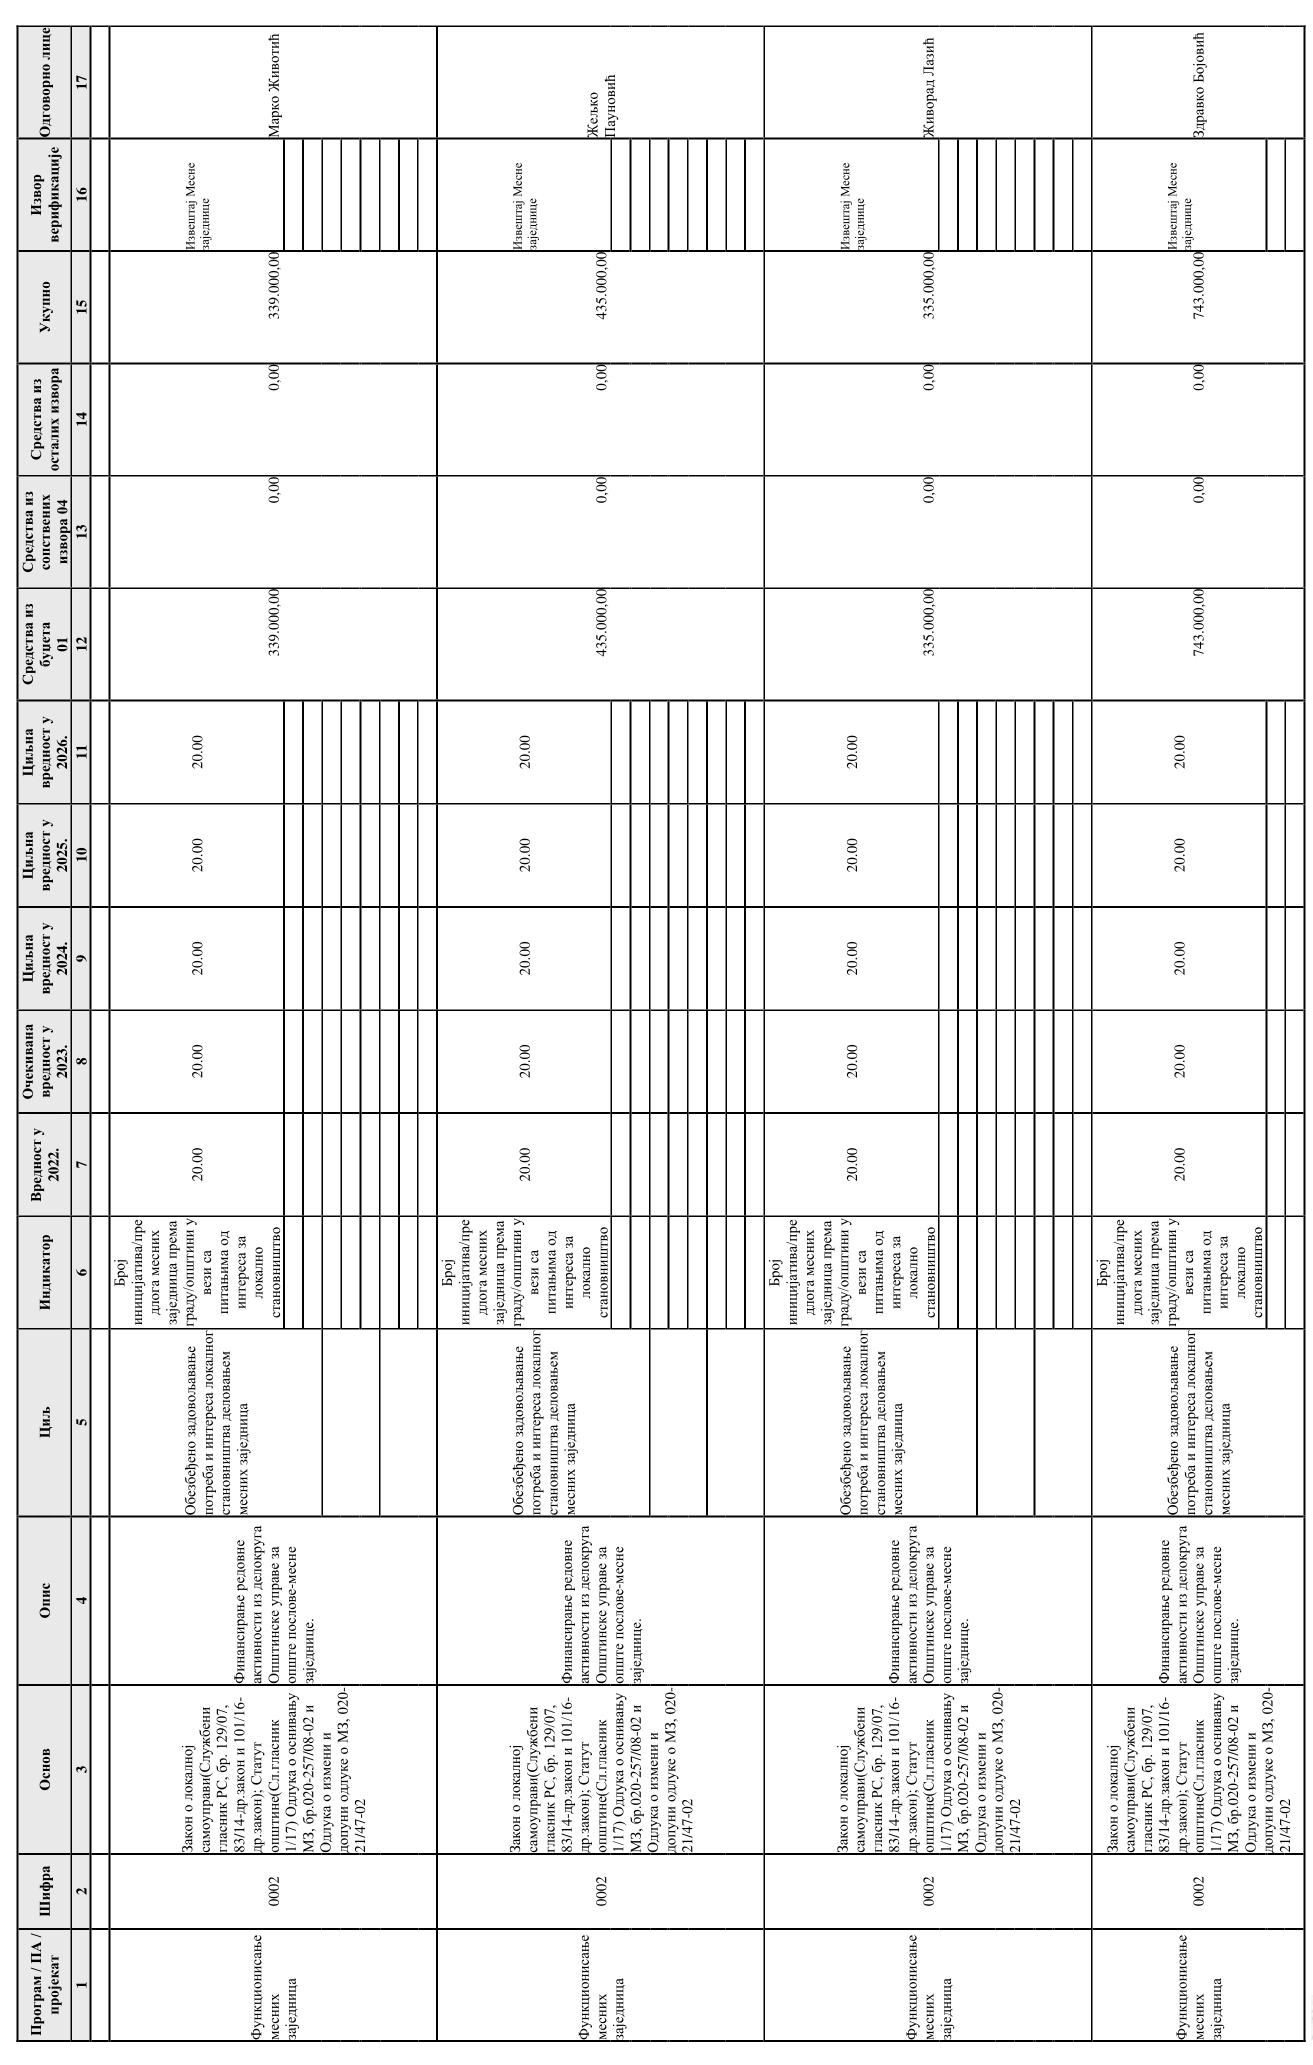 Програм / ПА /
пројекат
Шифра
Основ
Опис
Циљ
Индикатор
Вредност у
2022.
Очекивана
вредност у
2023.
Циљна
вредност у
2024.
Циљна
вредност у
2025.
Циљна
вредност у
2026.
Средства из
буџета
01
Средства из
сопствених
извора 04
Средства из
осталих извора
Укупно
Извор
верификације
Одговорно лице
1
2
3
4
5
6
7
8
9
10
11
12
13
14
15
16
17
Функционисање
месних
заједница
0002
Закон о локалној
самоуправи(Службени
гласник РС, бр. 129/07,
83/14-др.закон и 101/16-
др.закон); Статут
општине(Сл.гласник
1/17) Одлука о оснивању
МЗ, бр.020-257/08-02 и
Одлука о измени и
допуни одлуке о МЗ, 020-
21/47-02
Финансирање редовне
активности из делокруга
Општинске управе за
опште послове-месне
заједнице.
Обезбеђено задовољавање
потреба и интереса локалног
становништва деловањем
месних заједница
Број
иницијатива/пре
длога месних
заједница према
граду/општини у
вези са
питањима од
интереса за
локално
становништво
20.00
20.00
20.00
20.00
20.00
339.000,00
0,00
0,00
339.000,00
Извештај Месне
заједнице
Марко Животић
Функционисање
месних
заједница
0002
Закон о локалној
самоуправи(Службени
гласник РС, бр. 129/07,
83/14-др.закон и 101/16-
др.закон); Статут
општине(Сл.гласник
1/17) Одлука о оснивању
МЗ, бр.020-257/08-02 и
Одлука о измени и
допуни одлуке о МЗ, 020-
21/47-02
Финансирање редовне
активности из делокруга
Општинске управе за
опште послове-месне
заједнице.
Обезбеђено задовољавање
потреба и интереса локалног
становништва деловањем
месних заједница
Број
иницијатива/пре
длога месних
заједница према
граду/општини у
вези са
питањима од
интереса за
локално
становништво
20.00
20.00
20.00
20.00
20.00
435.000,00
0,00
0,00
435.000,00
Извештај Месне
заједнице
Жељко
Пауновић
Функционисање
месних
заједница
0002
Закон о локалној
самоуправи(Службени
гласник РС, бр. 129/07,
83/14-др.закон и 101/16-
др.закон); Статут
општине(Сл.гласник
1/17) Одлука о оснивању
МЗ, бр.020-257/08-02 и
Одлука о измени и
допуни одлуке о МЗ, 020-
21/47-02
Финансирање редовне
активности из делокруга
Општинске управе за
опште послове-месне
заједнице.
Обезбеђено задовољавање
потреба и интереса локалног
становништва деловањем
месних заједница
Број
иницијатива/пре
длога месних
заједница према
граду/општини у
вези са
питањима од
интереса за
локално
становништво
20.00
20.00
20.00
20.00
20.00
335.000,00
0,00
0,00
335.000,00
Извештај Месне
заједнице
Живорад Лазић
Функционисање
месних
заједница
0002
Закон о локалној
самоуправи(Службени
гласник РС, бр. 129/07,
83/14-др.закон и 101/16-
др.закон); Статут
општине(Сл.гласник
1/17) Одлука о оснивању
МЗ, бр.020-257/08-02 и
Одлука о измени и
допуни одлуке о МЗ, 020-
21/47-02
Финансирање редовне
активности из делокруга
Општинске управе за
опште послове-месне
заједнице.
Обезбеђено задовољавање
потреба и интереса локалног
становништва деловањем
месних заједница
Број
иницијатива/пре
длога месних
заједница према
граду/општини у
вези са
питањима од
интереса за
локално
становништво
20.00
20.00
20.00
20.00
20.00
743.000,00
0,00
0,00
743.000,00
Извештај Месне
заједнице
Здравко Бојовић